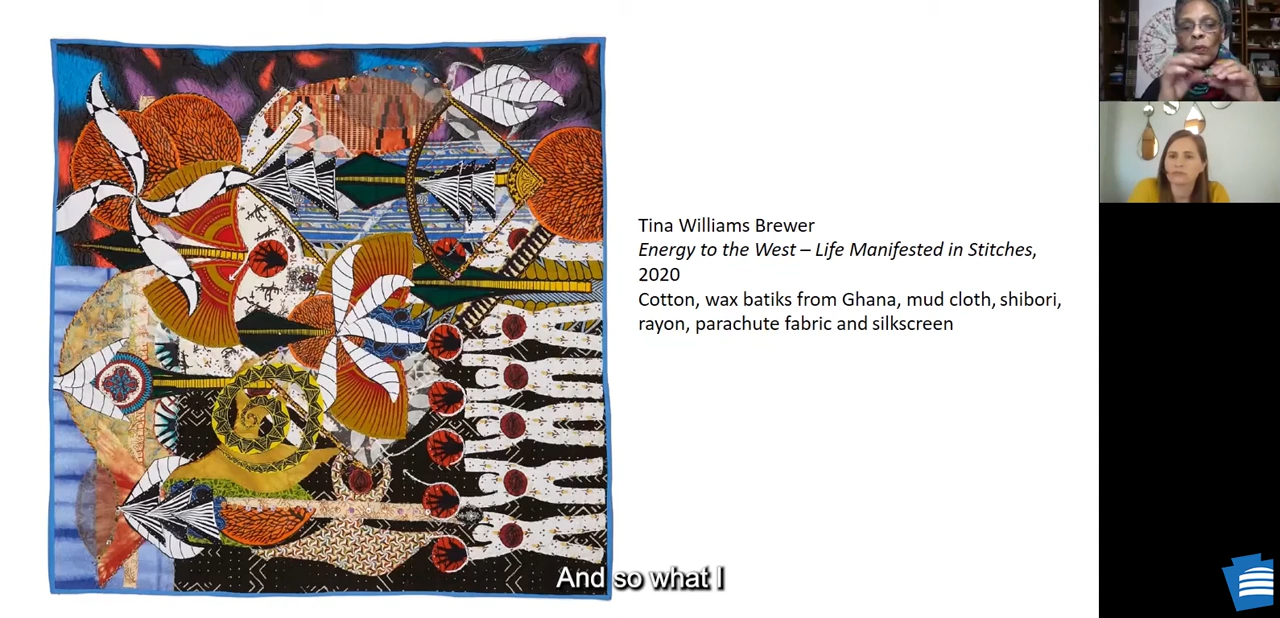 Tina Williams Brewer
Energy to the West – Life Manifested in Stitches,
2020
Cotton, wax batiks from Ghana, mud cloth, shibori,
rayon, parachute fabric and silkscreen
And so what I